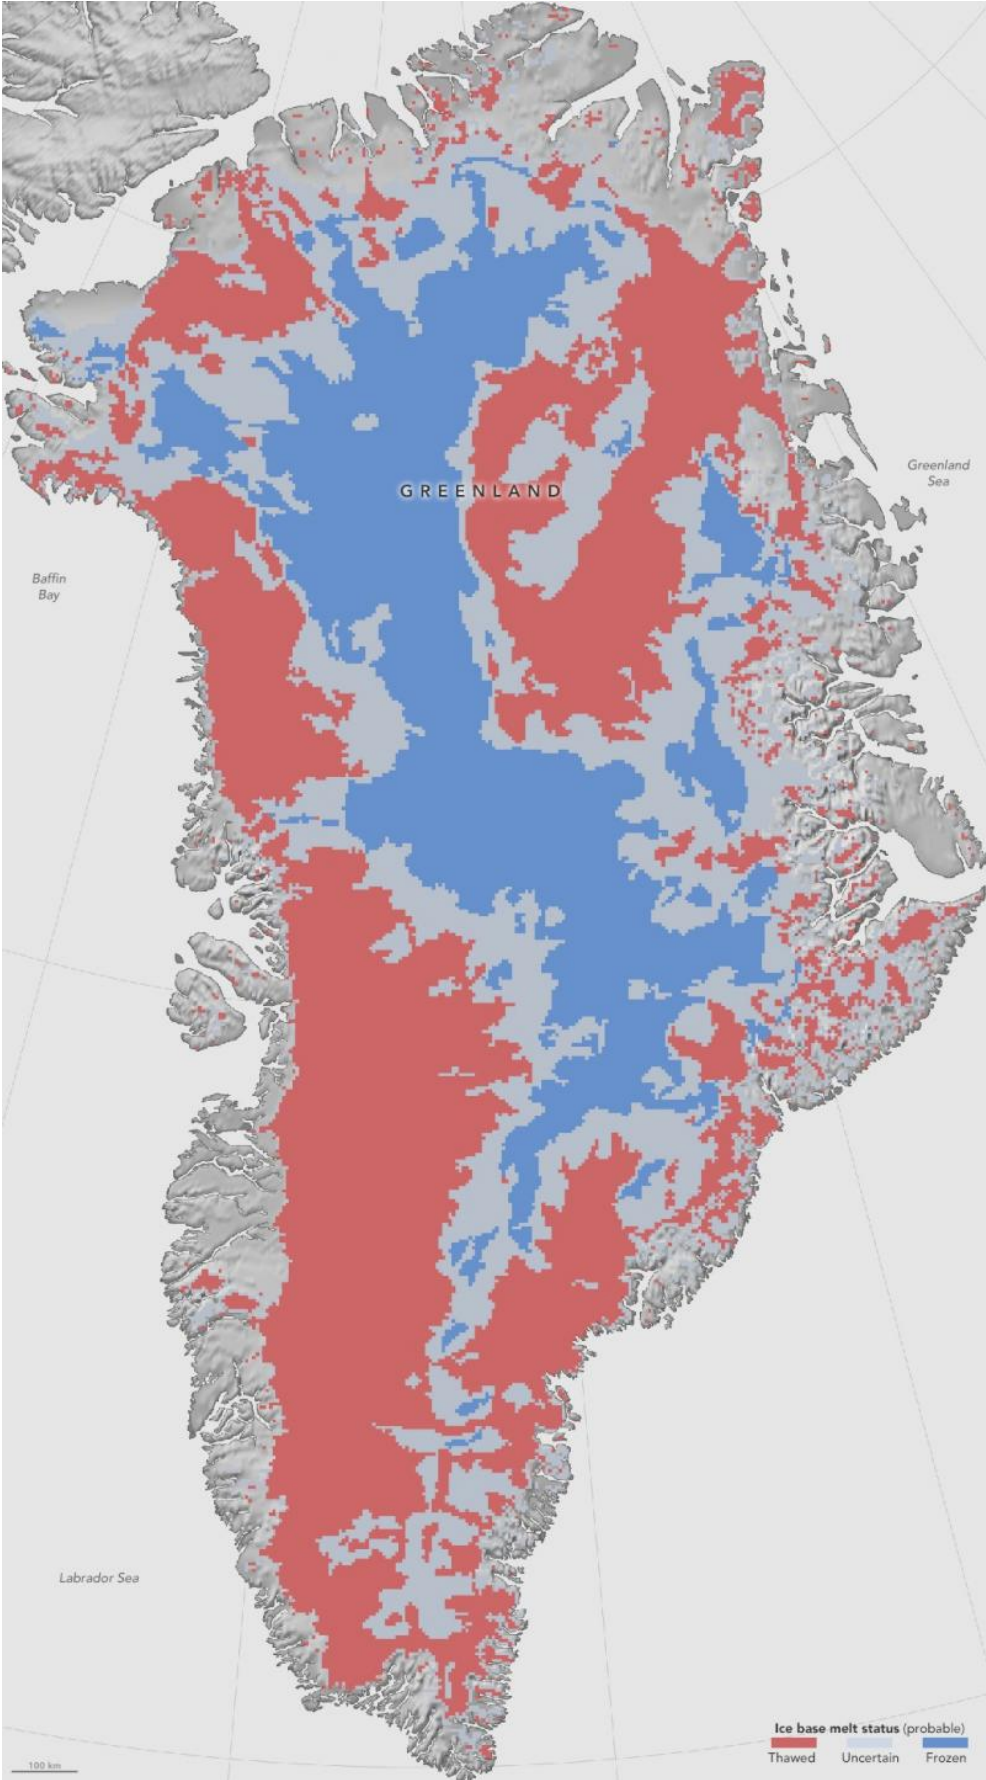 GREENLAND
Greenland
Sea
Baffin
Bay
Labrador Sea
Ice base melt status (probable)
Thawed Uncertain Frozen
100 km